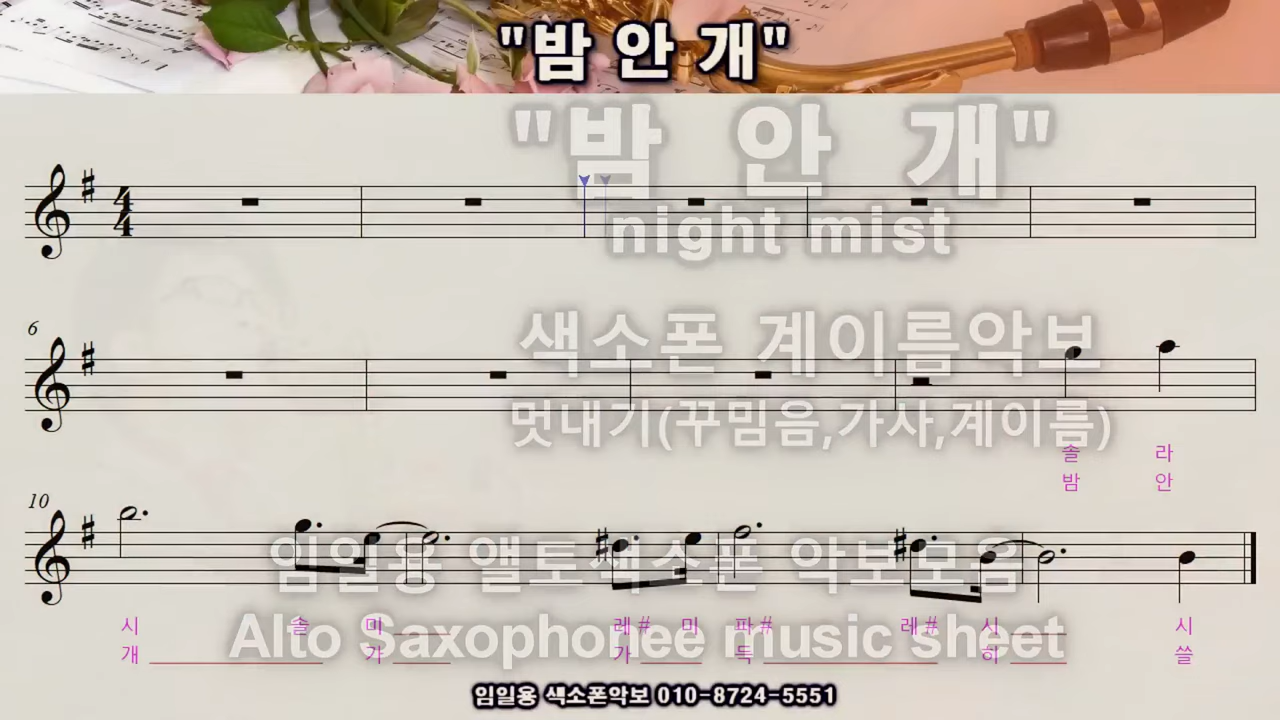 "밤 안 개"
"밤 안 개"
night mist
색소폰 계이름악보
6
멋내기(꾸밈음,가사,계이름)
솔 라
밤 안
10
임일용 앨토색소폰 악보모음
시 솔 미 레# 미 파# 레# 시 시
Alto Saxophonee music sheet
개 가 가 득 히 쓸
임일용 색소폰악보 010-8724-5551